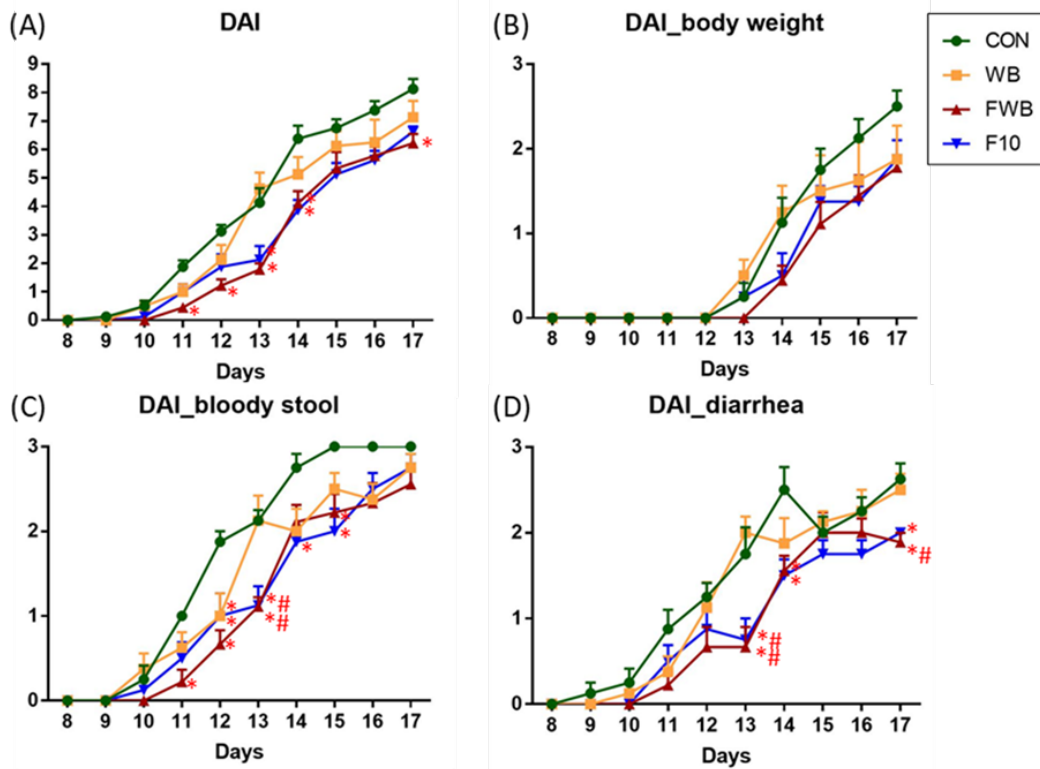 (A) DAI
9
8
7
6
5
4
3
2
1
0
8 9 10 11 12 13 14 15 16 17
Days
* * * * * * * *
(B) DAI_body weight
3
2
1
0
8 9 10 11 12 13 14 15 16 17
Days
CON
WB
FWB
F10
(C) DAI_bloody stool
3
2
1
0
8 9 10 11 12 13 14 15 16 17
Days
*
*
*
*
*#
*#
*
*
*
(D) DAI_diarrhea
3
2
1
0
8 9 10 11 12 13 14 15 16 17
Days
*#
*#
*
*
*
*#